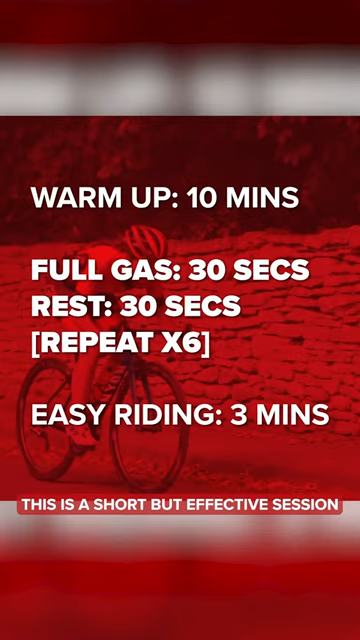 WARM UP: 10 MINS
FULL GAS: 30 SECS
REST: 30 SECS
[REPEAT X6]
EASY RIDING: 3 MINS
THIS IS A SHORT BUT EFFECTIVE SESSION